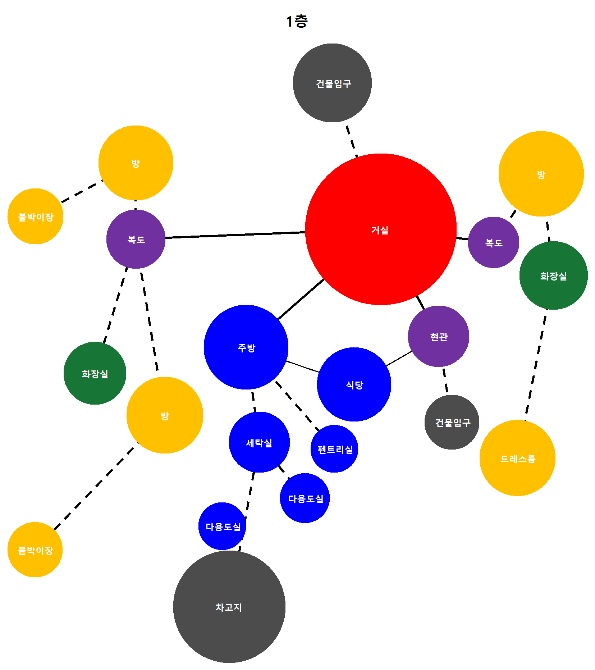 1층
건물입구
방
방
붙박이장
거실
복도
복도
화장실
현관
주방
화장실
식당
방
건물입구
세탁실
펜트리실
드레스룸
다용도실
다용도실
붙박이장
차고지